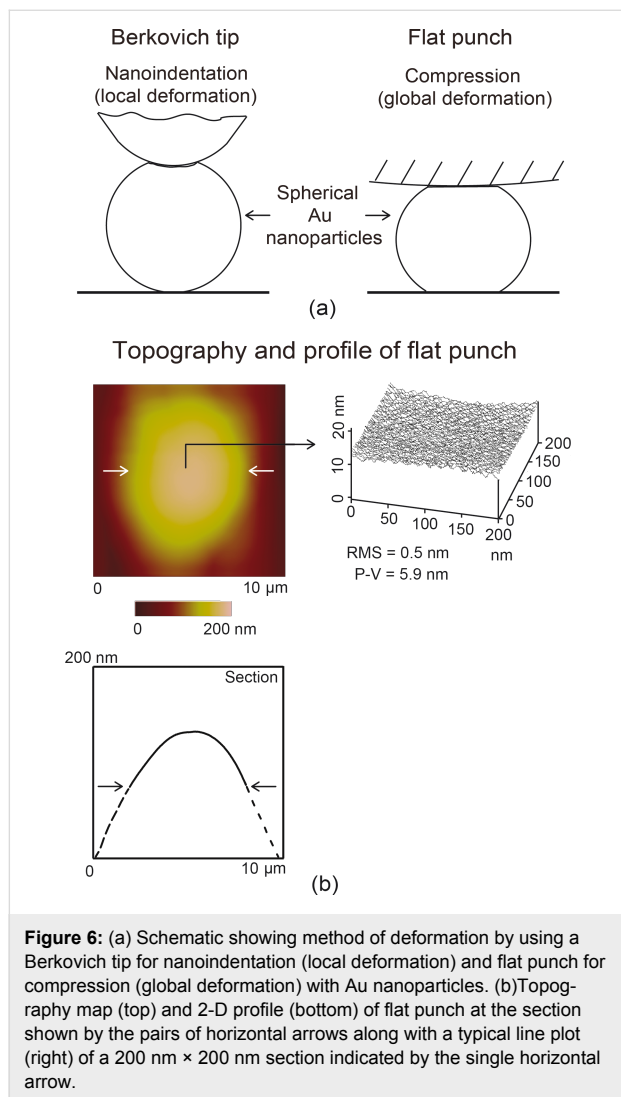 Berkovich tip
Flat punch
Nanoindentation
(local deformation)
Compression
(global deformation)
Spherical
Au
nanoparticles
(a)
Topography and profile of flat punch
0
10 µm
0
200 nm
20 nm
10
0
0
50
100
150
200
0
50
100
150
200
nm
RMS = 0.5 nm
P-V = 5.9 nm
200 nm
Section
0
10 µm
(b)
Figure 6: (a) Schematic showing method of deformation by using a
Berkovich tip for nanoindentation (local deformation) and flat punch for
compression (global deformation) with Au nanoparticles. (b)Topog-
raphy map (top) and 2-D profile (bottom) of flat punch at the section
shown by the pairs of horizontal arrows along with a typical line plot
(right) of a 200 nm × 200 nm section indicated by the single horizontal
arrow.